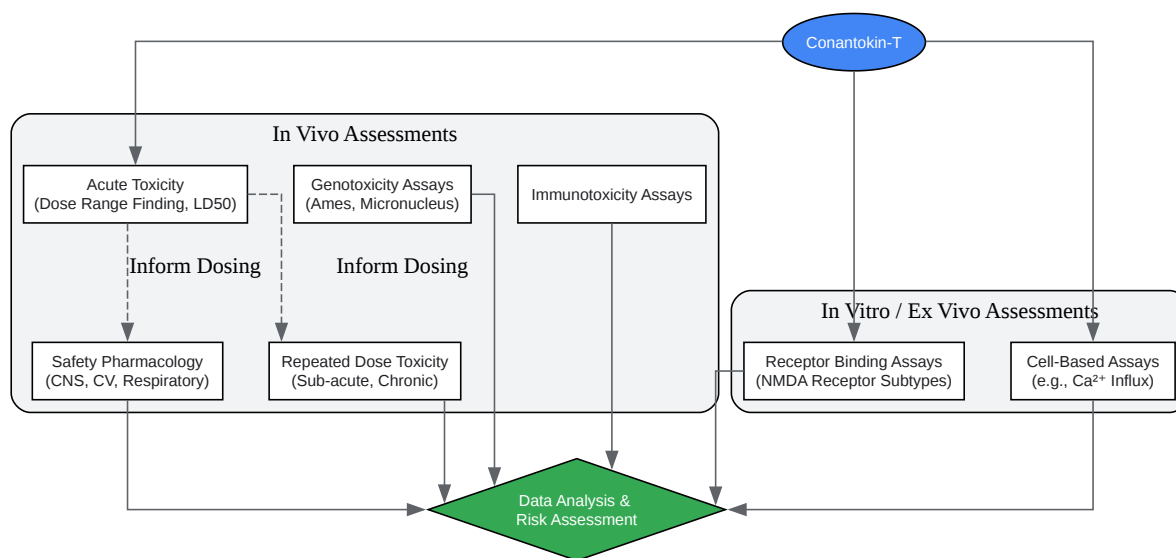 Conantokin-T
In Vivo Assessments
Acute Toxicity
(Dose Range Finding, LD50)
Genotoxicity Assays
(Ames, Micronucleus)
Immunotoxicity Assays
Inform Dosing
Inform Dosing
In Vitro / Ex Vivo Assessments
Safety Pharmacology
(CNS, CV, Respiratory)
Repeated Dose Toxicity
(Sub-acute, Chronic)
Receptor Binding Assays
(NMDA Receptor Subtypes)
Cell-Based Assays
(e.g., Ca²⁺ Influx)
Data Analysis &
Risk Assessment